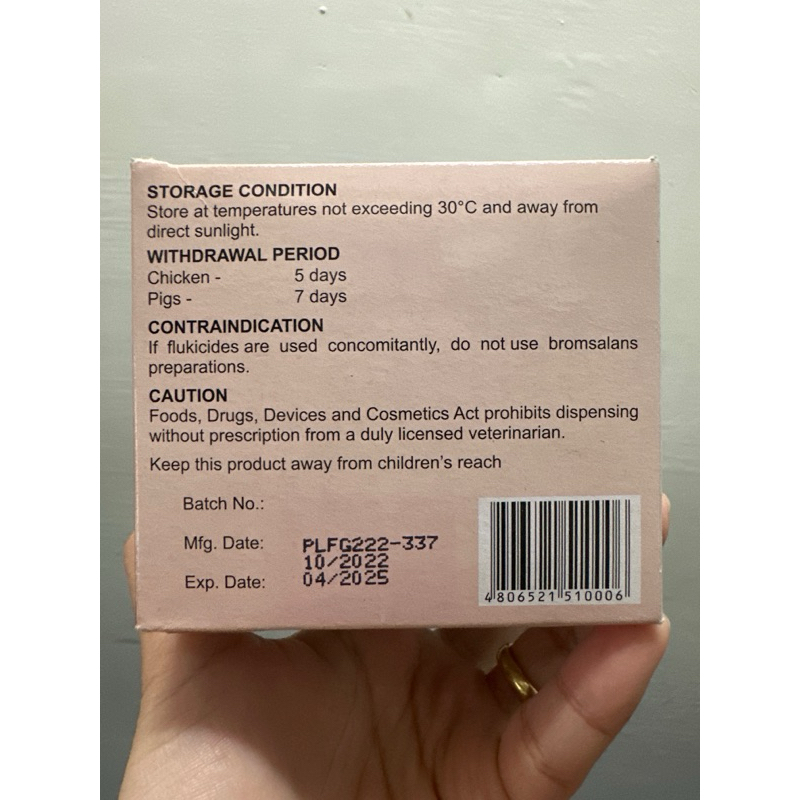 STORAGE CONDITION
Store at temperatures not exceeding 30°C and away from
direct sunlight.
WITHDRAWAL PERIOD
Chicken - 5 days
Pigs - 7 days
CONTRAINDICATION
If flukicides are used concomitantly, do not use bromsalans
preparations.
CAUTION
Foods, Drugs, Devices and Cosmetics Act prohibits dispensing
without prescription from a duly licensed veterinarian.
Keep this product away from children's reach
Batch No.:
Mfg. Date: PLFG222-337
10/2022
Exp. Date: 04/2025
4 806521 510006